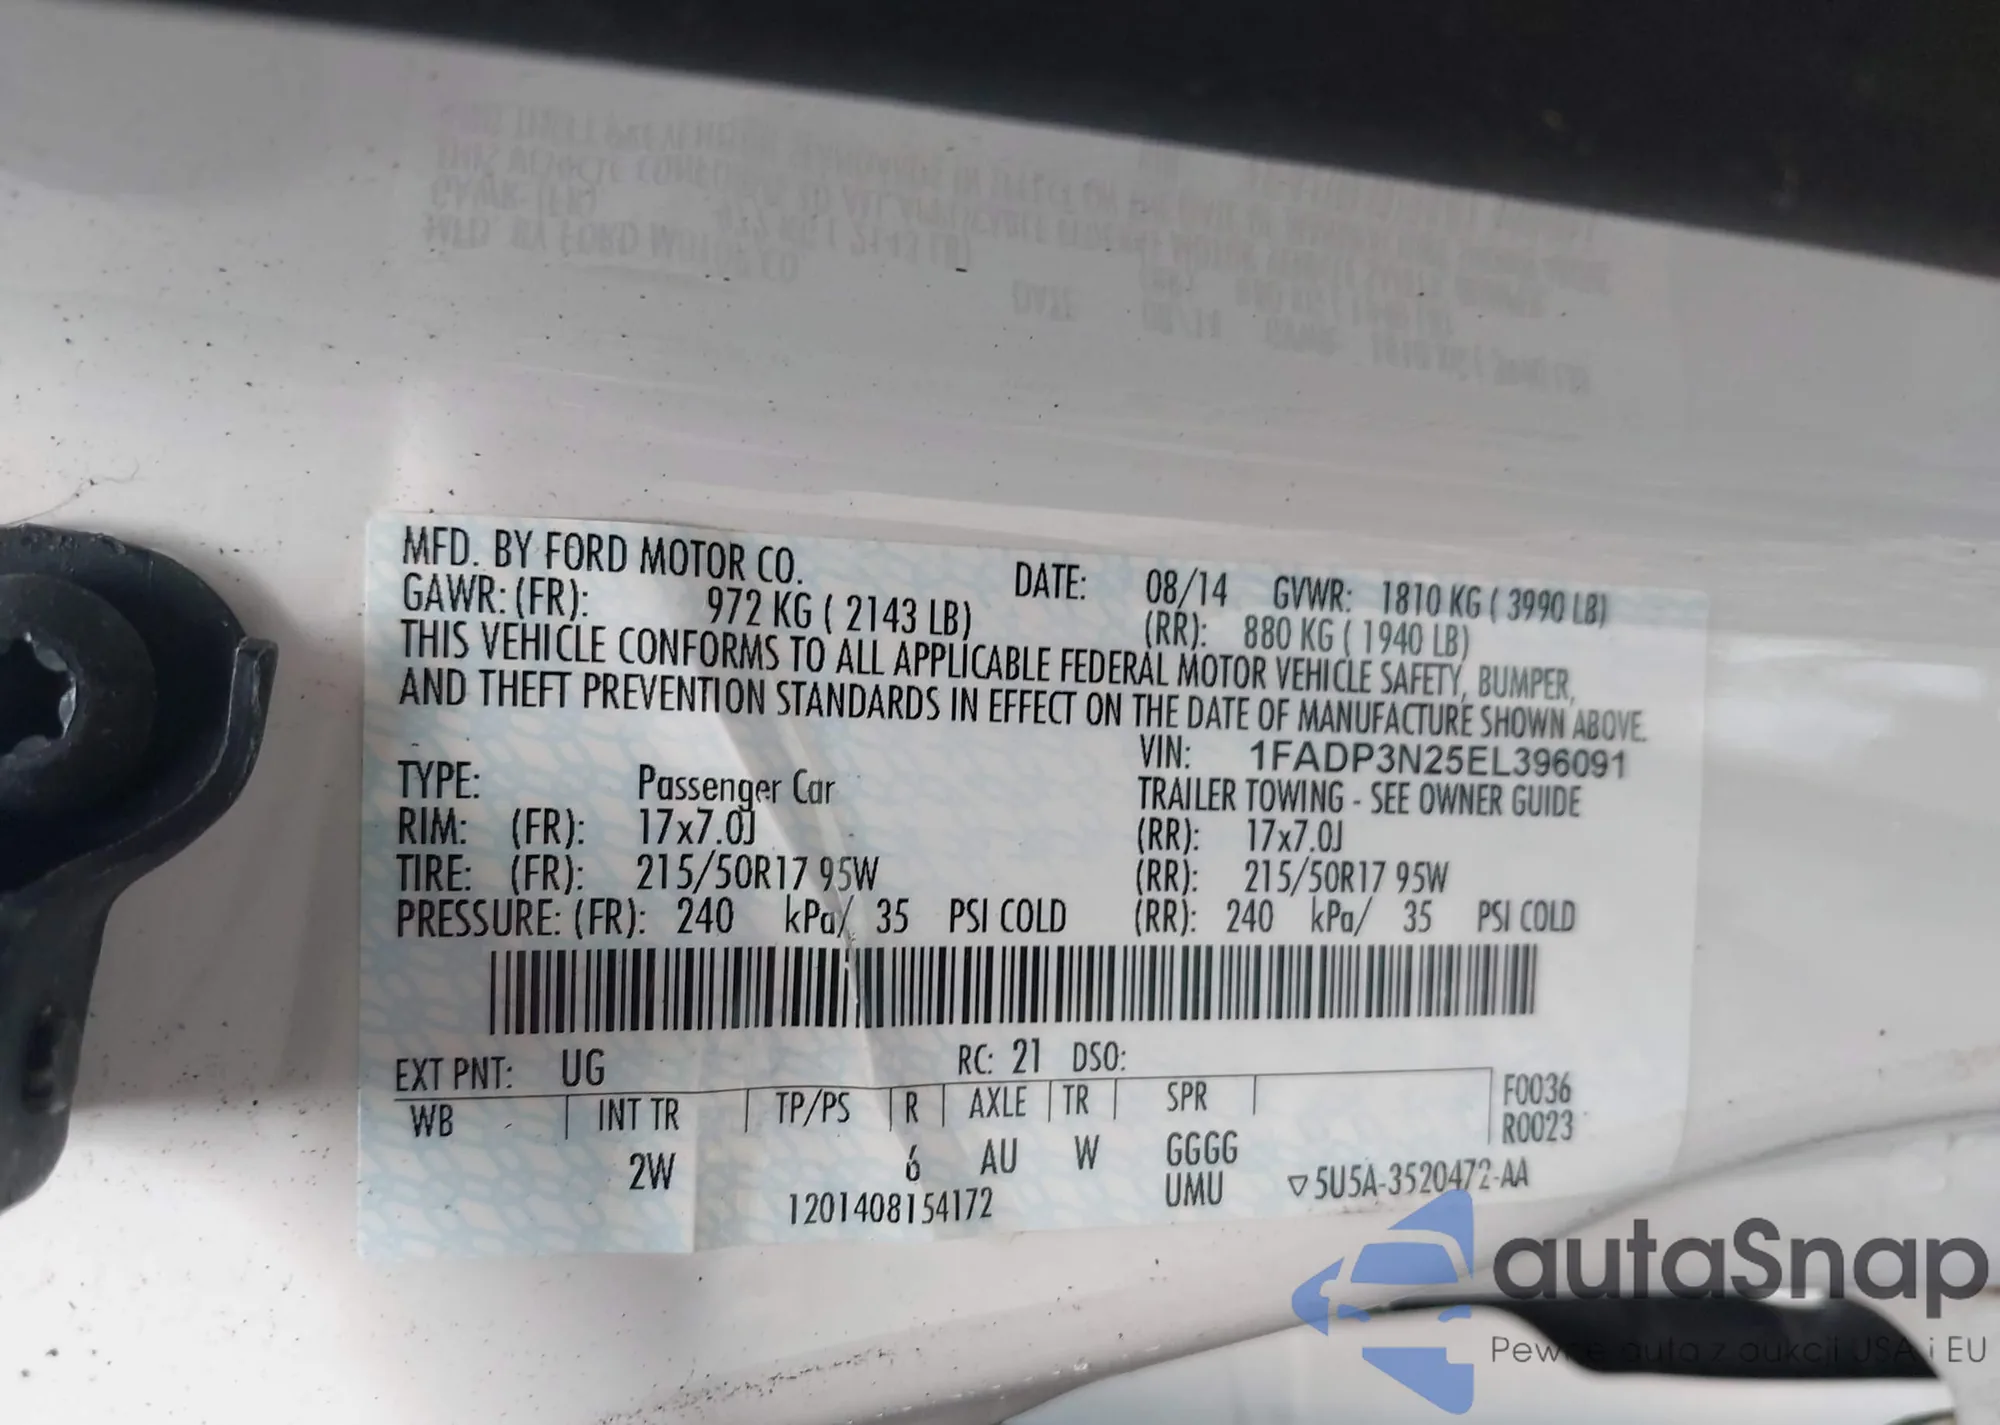 MFD. BY FORD MOTOR CO. DATE: 08/14 GVWR: 1810 KG ( 3990 LB)
GAWR: (FR): 972 KG ( 2143 LB) (RR): 880 KG ( 1940 LB)
THIS VEHICLE CONFORMS TO ALL APPLICABLE FEDERAL MOTOR VEHICLE SAFETY, BUMPER,
AND THEFT PREVENTION STANDARDS IN EFFECT ON THE DATE OF MANUFACTURE SHOWN ABOVE.
VIN: 1FADP3N25EL396091
TYPE: Passenger Car TRAILER TOWING - SEE OWNER GUIDE
RIM: (FR): 17x7.0J (RR): 17x7.0J
TIRE: (FR): 215/50R17 95W (RR): 215/50R17 95W
PRESSURE: (FR): 240 kPa/ 35 PSI COLD (RR): 240 kPa/ 35 PSI COLD
EXT PNT: UG RC: 21 DSO:
WB | INT TR | TP/PS | R | AXLE | TR | SPR | F0036
R0023
2W 6 AU W GGGG
1201408154172 UMU ▽5U5A-3520472-AA
autaSnap
Pewne auta z aukcji USA i EU